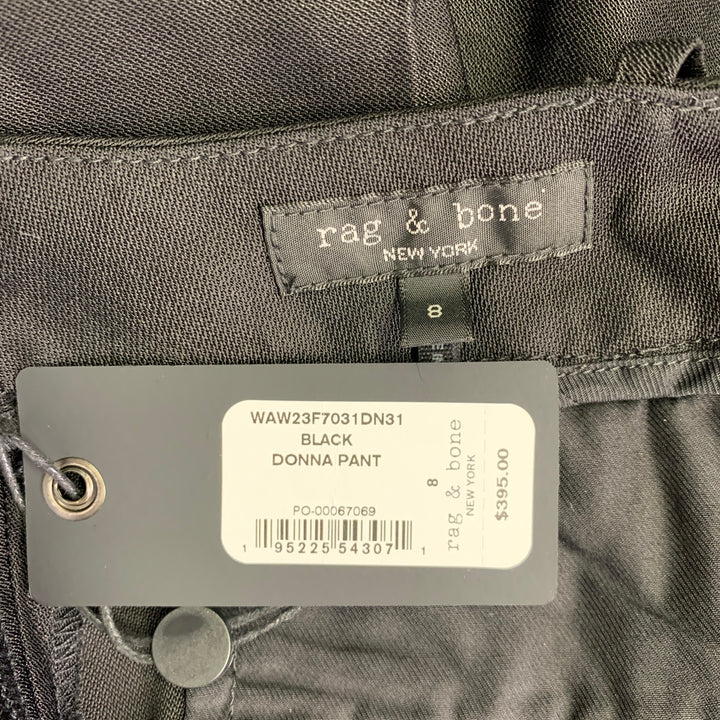 rag & bone
NEW YORK
8
WAW23F7031DN31
BLACK
DONNA PANT
PO-00067069
1 95225 54307 1
8
rag & bone
NEW YORK
$395.00